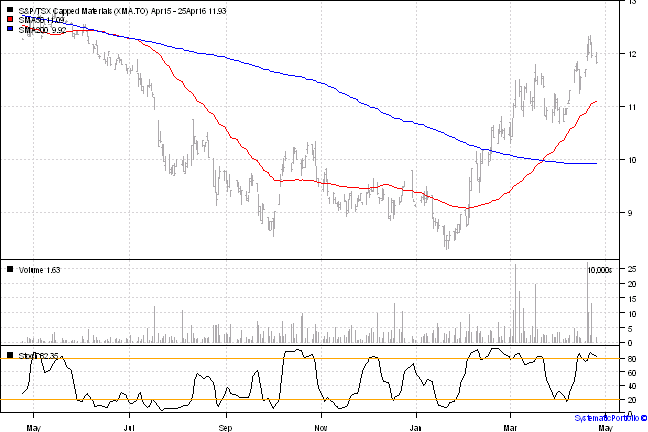 S&P/TSX Capped Materials (XMA.TO) Apr15 - 25Apr16 11.93
SMA50 11.09
SMA200 9.92
13
12
11
10
9
Volume 1.63
10,000s
25
20
15
10
5
0
Stoch 82.35
80
60
40
20
0
May
Jul
Sep
Nov
Jan
Mar
May
SystematicPortfolio ©